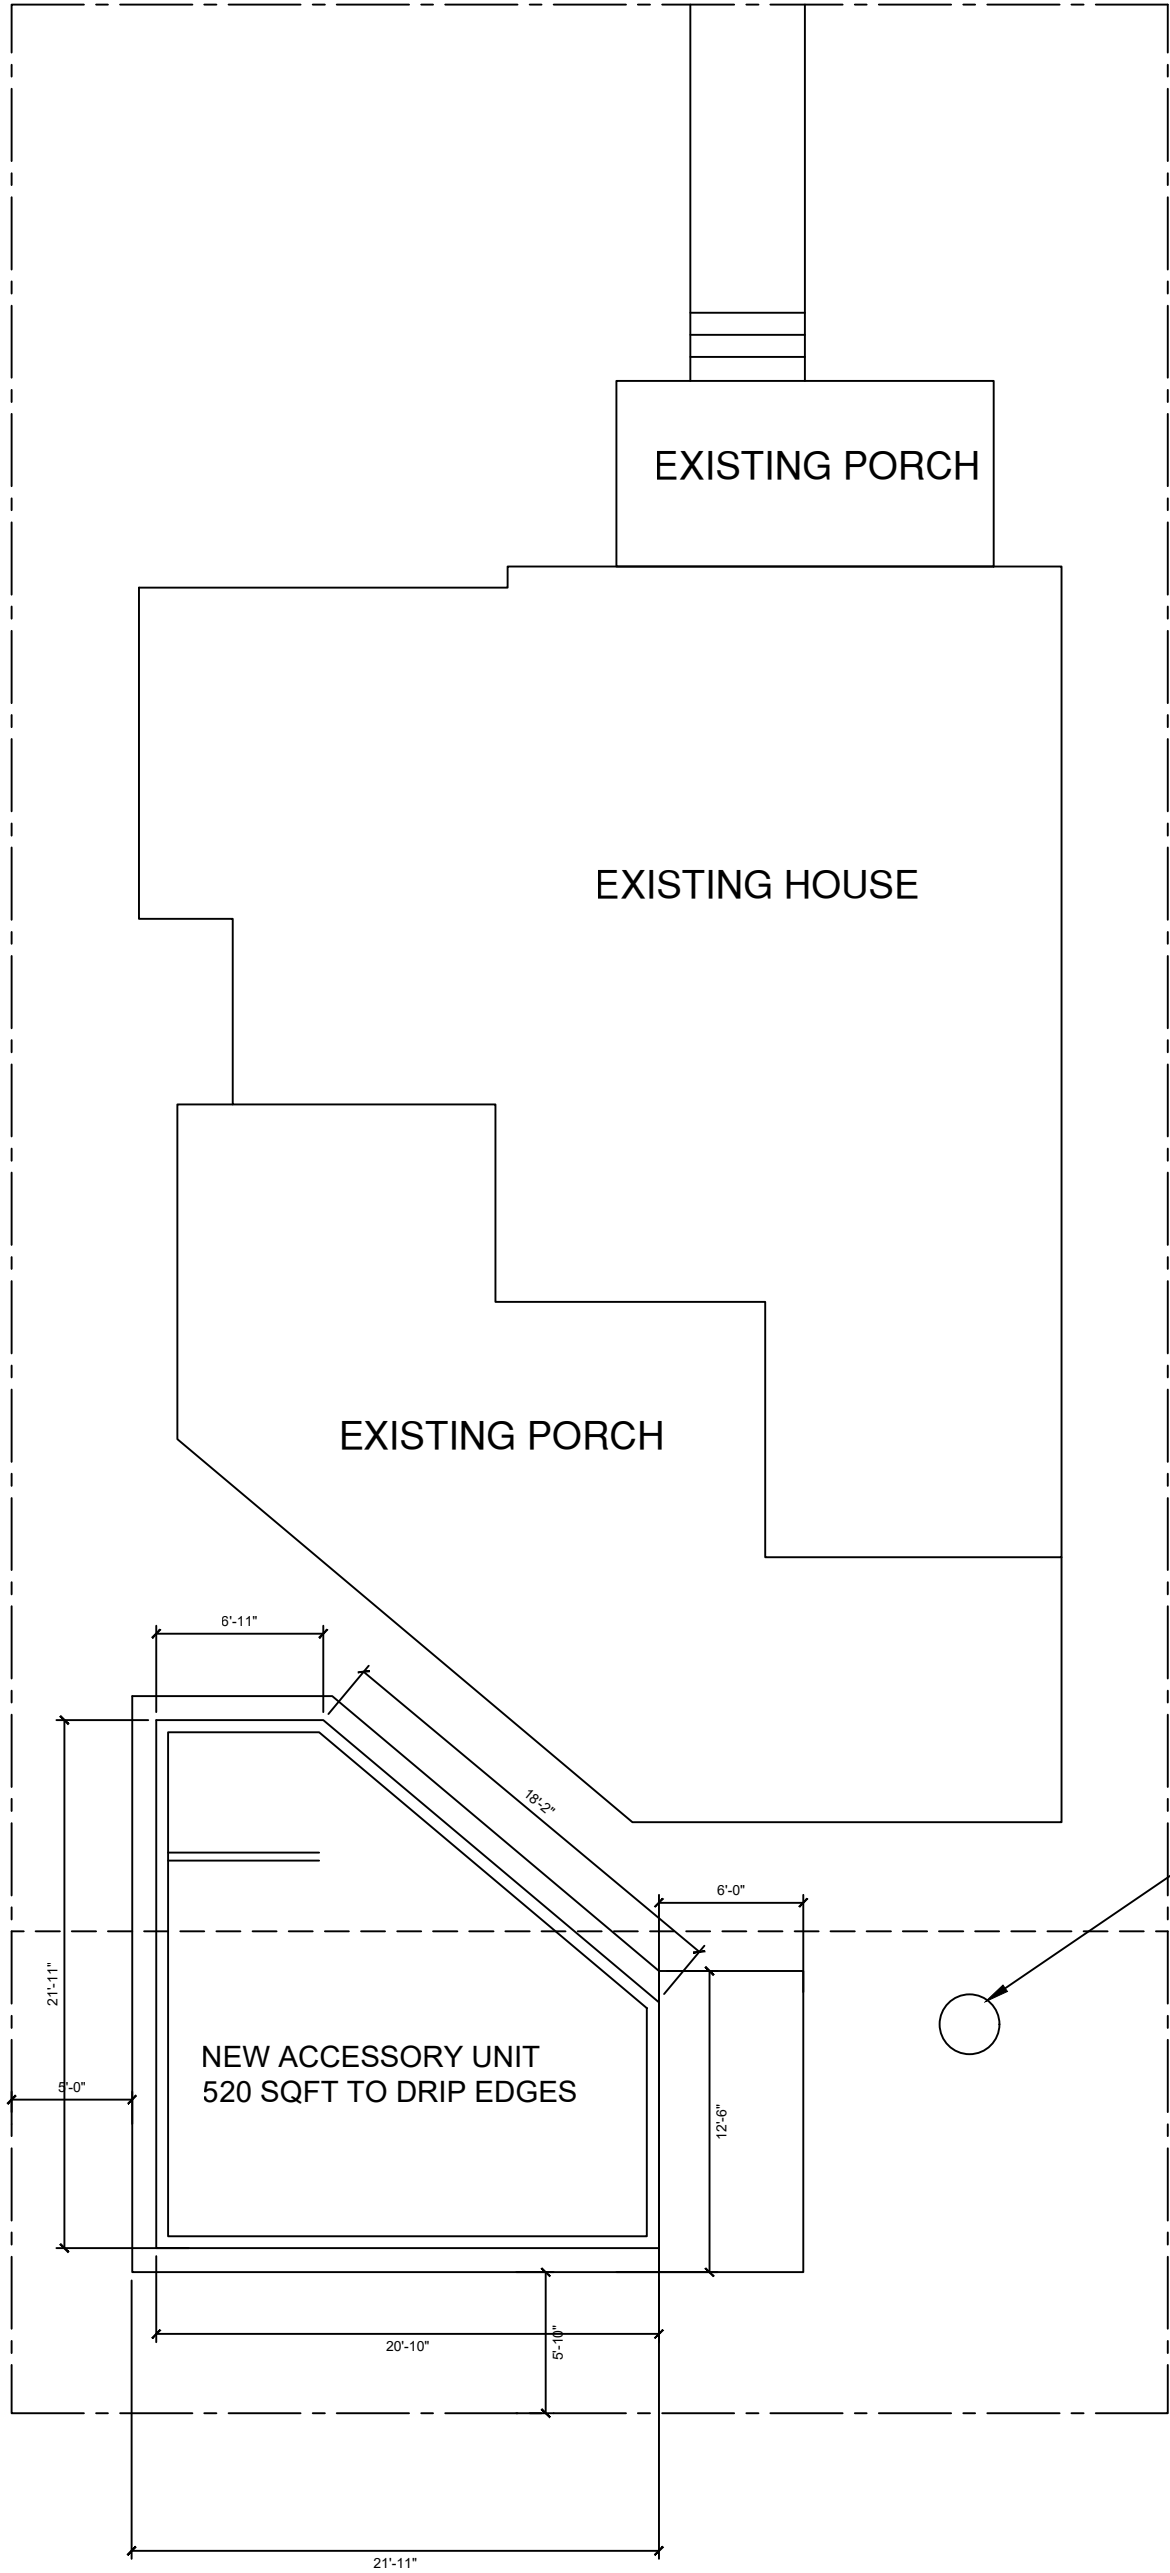 EXISTING PORCH
EXISTING HOUSE
EXISTING PORCH
6'-11"
18'-2"
6'-0"
21'-11"
NEW ACCESSORY UNIT
520 SQFT TO DRIP EDGES
5'-0"
12'-6"
20'-10"
5'-10"
21'-11"